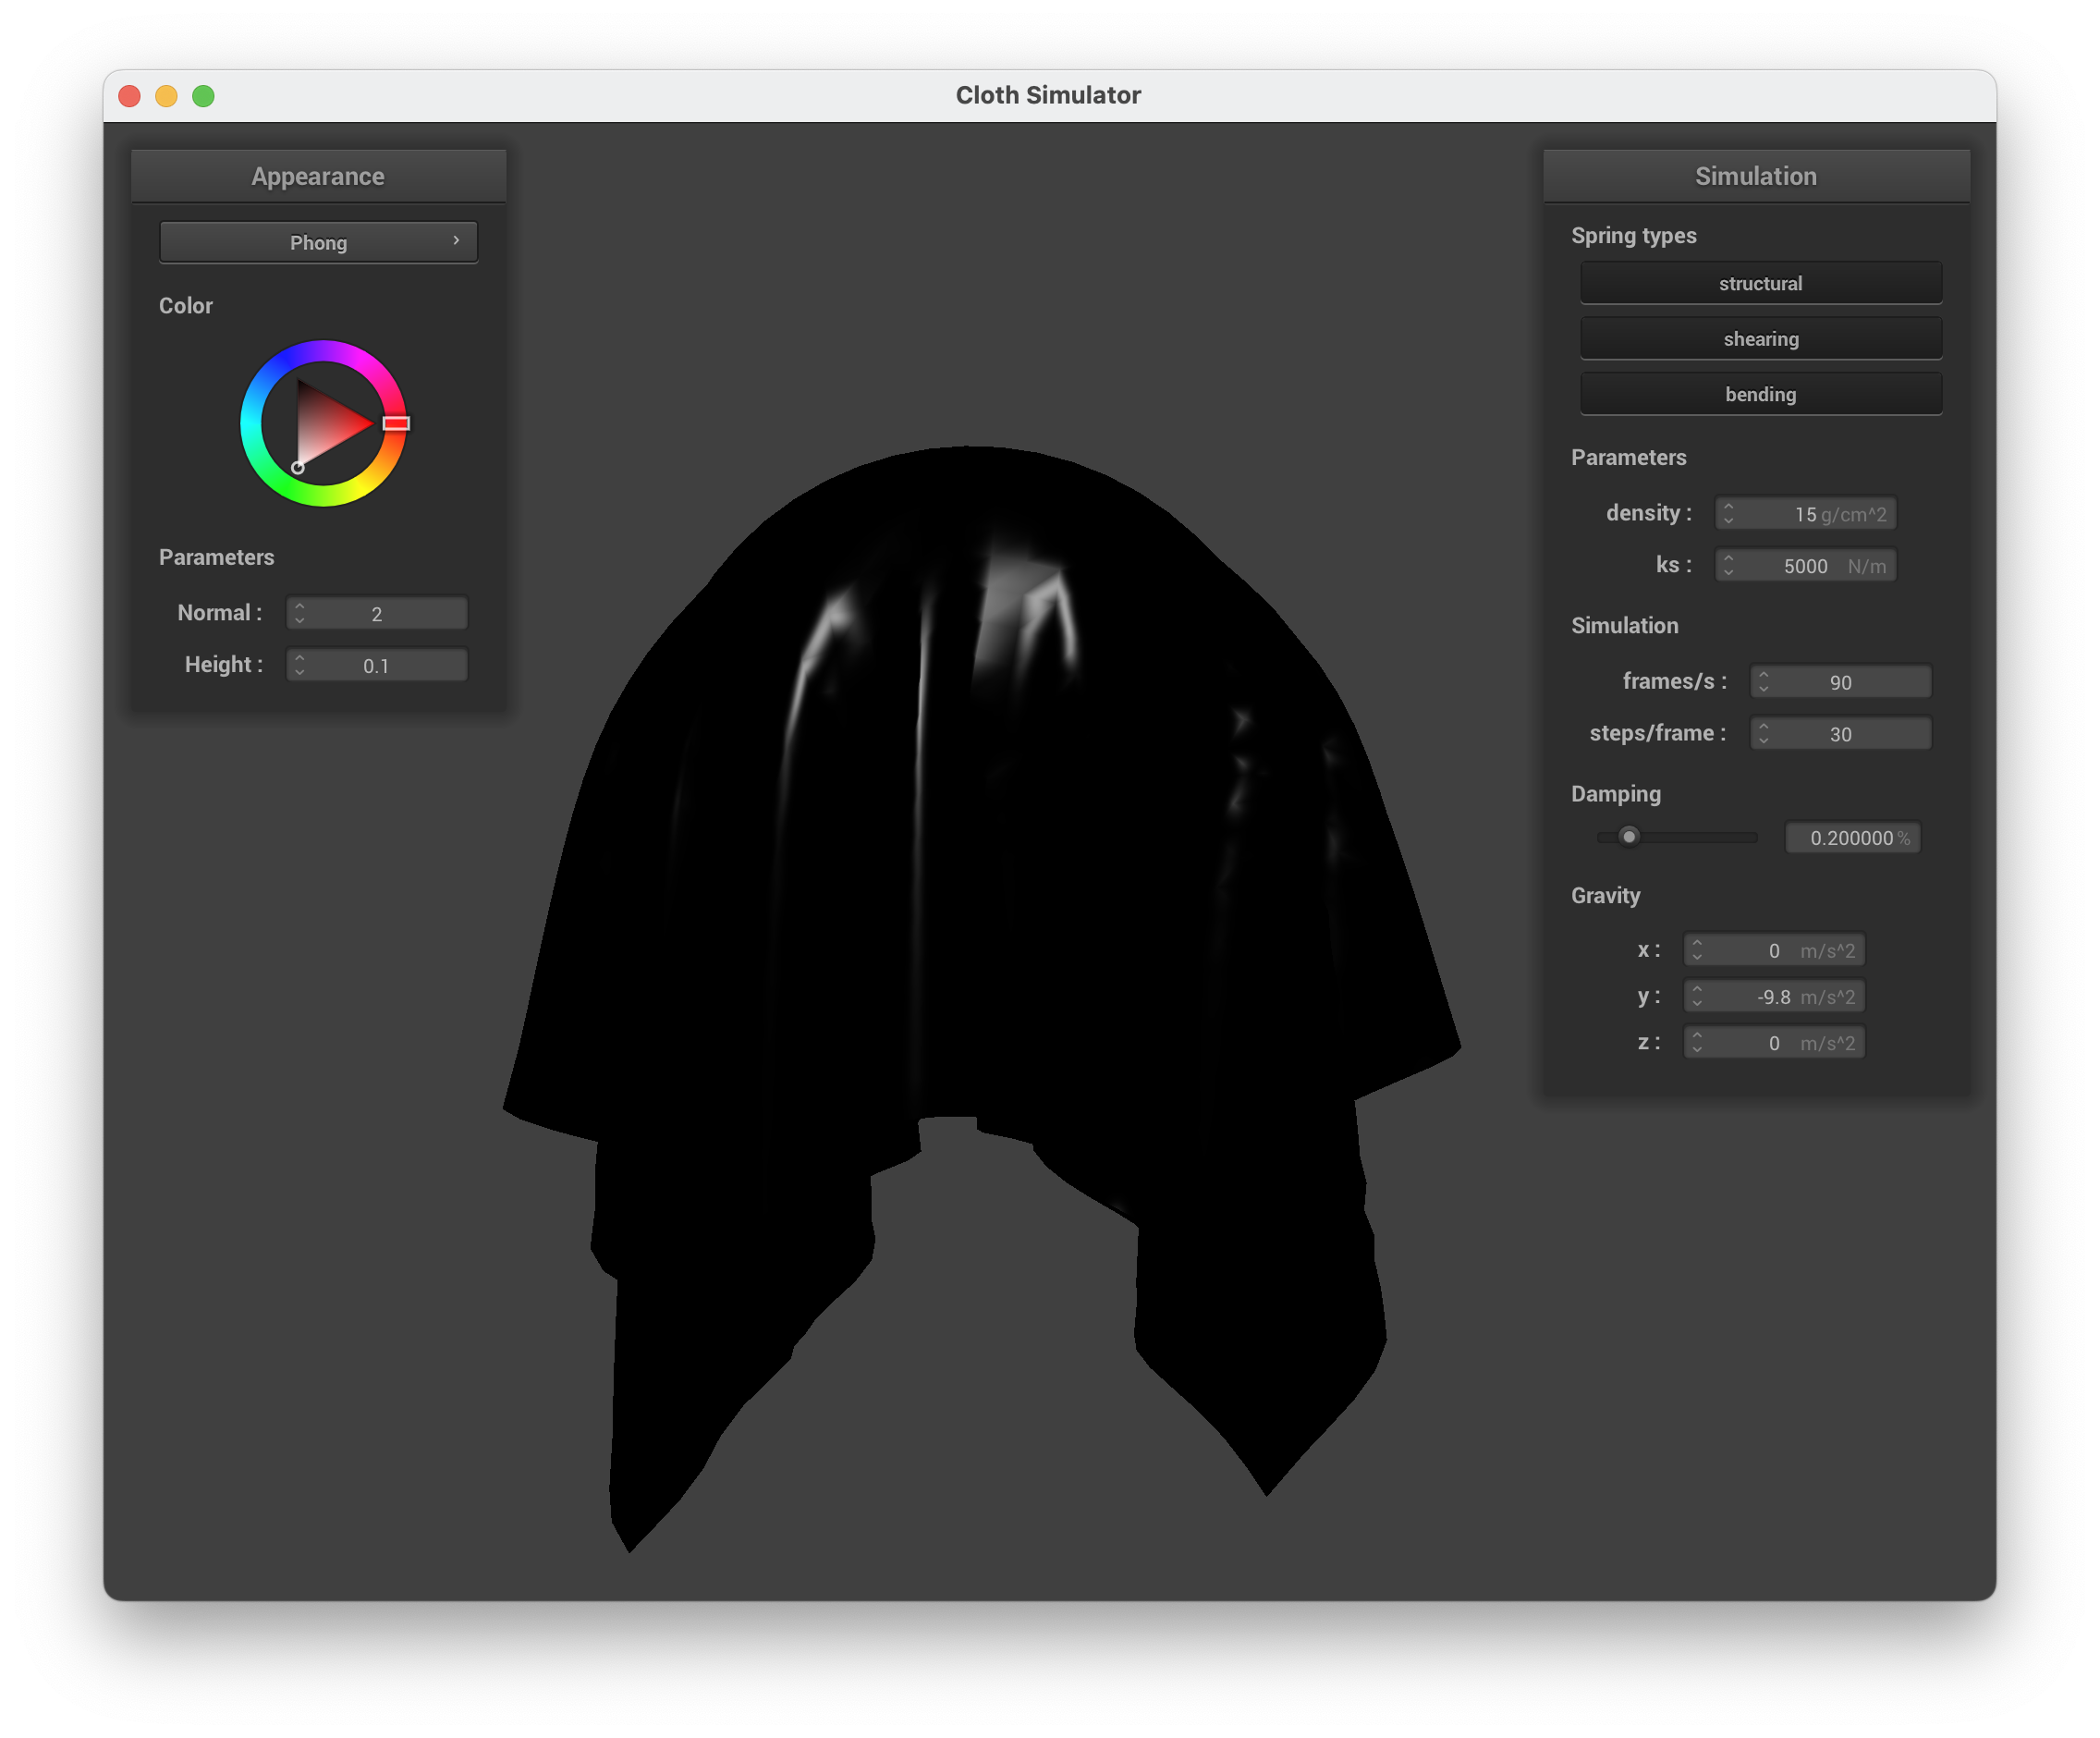 Cloth Simulator
Appearance
Phong
Color
Parameters
Normal : 2
Height : 0.1
Simulation
Spring types
structural
shearing
bending
Parameters
density : 15 g/cm^2
ks : 5000 N/m
Simulation
frames/s : 90
steps/frame : 30
Damping
0.200000 %
Gravity
x : 0 m/s^2
y : -9.8 m/s^2
z : 0 m/s^2